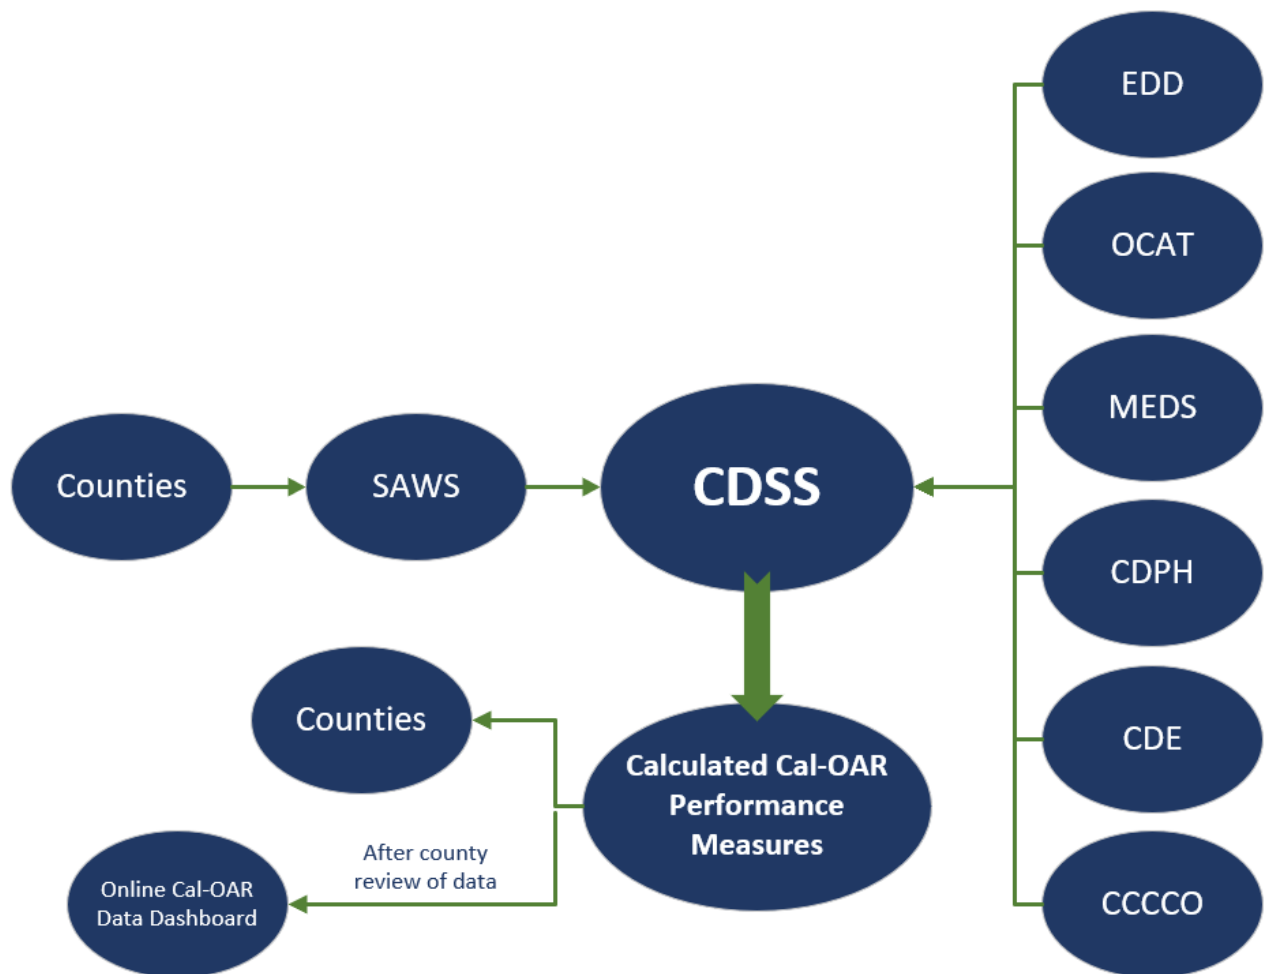 EDD
OCAT
MEDS
Counties
SAWS
CDSS
CDPH
Counties
Calculated Cal-OAR
Performance
Measures
CDE
After county
review of data
Online Cal-OAR
Data Dashboard
CCCCO